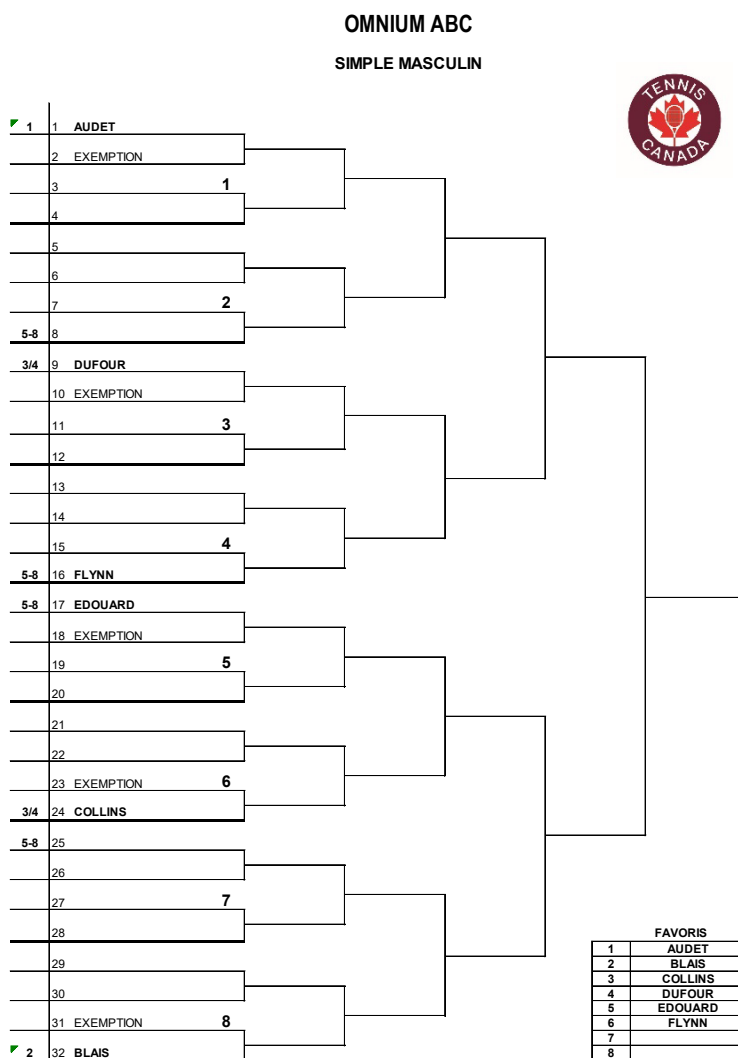 OMNIUM ABC
SIMPLE MASCULIN
TENNIS CANADA
1 1 AUDET
2 EXEMPTION
3 1
4
5
6
7 2
5-8 8
3/4 9 DUFOUR
10 EXEMPTION
11 3
12
13
14
15 4
5-8 16 FLYNN
5-8 17 EDOUARD
18 EXEMPTION
19 5
20
21
22
23 EXEMPTION 6
3/4 24 COLLINS
5-8 25
26
27 7
28
29
30
31 EXEMPTION 8
2 32 BLAIS
FAVORIS
1 AUDET
2 BLAIS
3 COLLINS
4 DUFOUR
5 EDOUARD
6 FLYNN
7
8